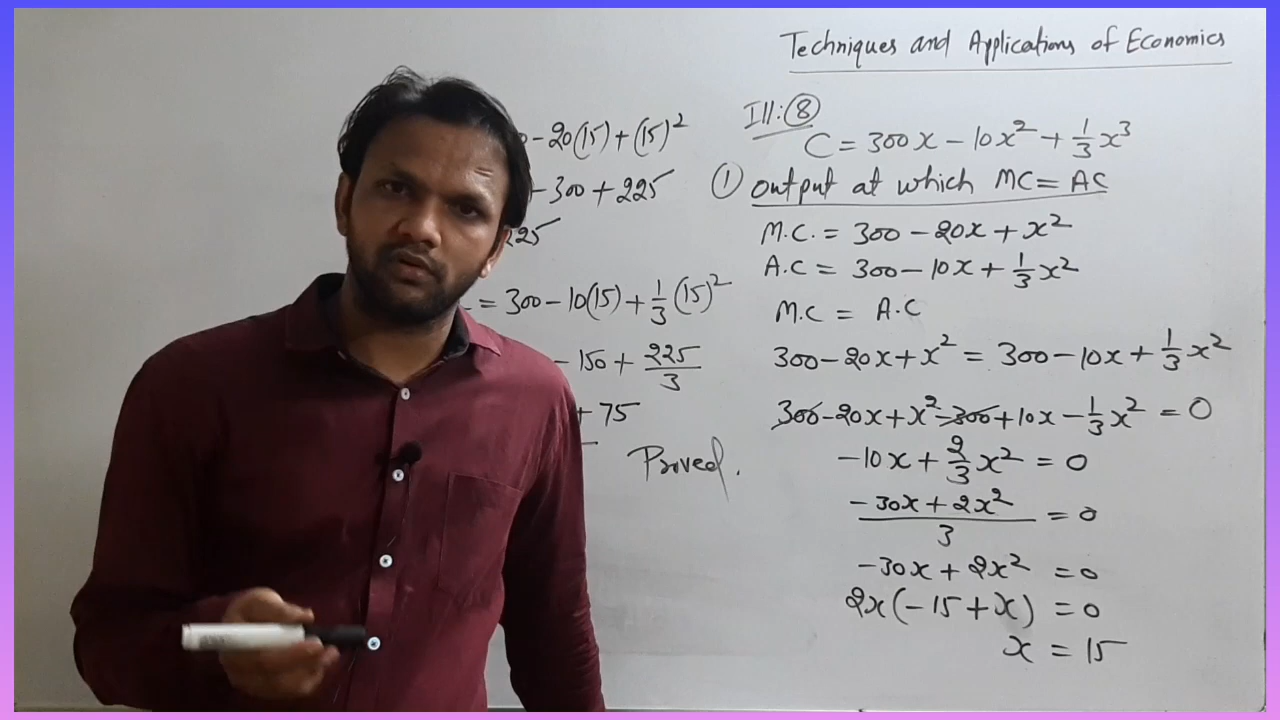 Techniques and Applications of Economics
Ill: ⑧
C = 300x - 10x² + 1/3 x³
① output at which MC = AC
M.C. = 300 - 20x + x²
A.C = 300 - 10x + 1/3 x²
M.C = A.C
300 - 20x + x² = 300 - 10x + 1/3 x²
300 - 20x + x² - 300 + 10x - 1/3 x² = 0
-10x + 2/3 x² = 0
(-30x + 2x²)/3 = 0
-30x + 2x² = 0
2x(-15 + x) = 0
x = 15
- 20(15) + (15)²
- 300 + 225
225
= 300 - 10(15) + 1/3 (15)²
- 150 + 225/3
+ 75
Proved.